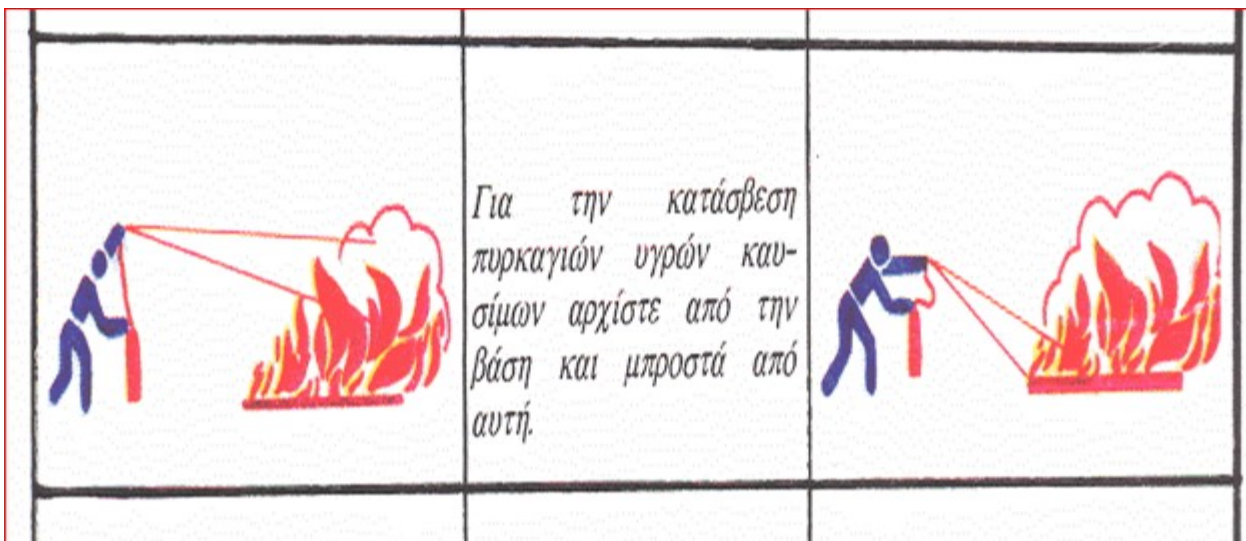 Για την κατάσβεση
πυρκαγιών υγρών καυ-
σίμων αρχίστε από την
βάση και μπροστά από
αυτή.